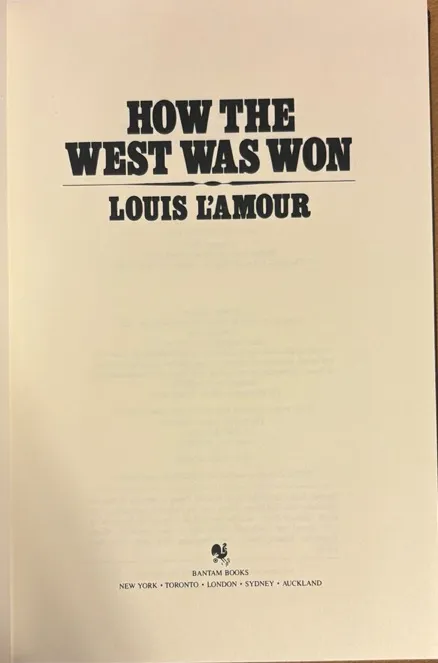 HOW THE
WEST WAS WON
LOUIS L'AMOUR
BANTAM BOOKS
NEW YORK • TORONTO • LONDON • SYDNEY • AUCKLAND